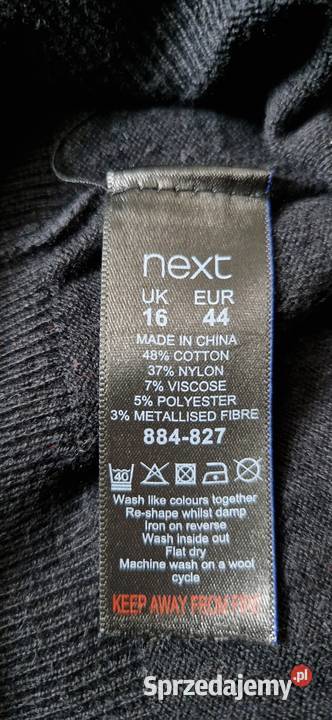 next
UK EUR
16 44
MADE IN CHINA
48% COTTON
37% NYLON
7% VISCOSE
5% POLYESTER
3% METALLISED FIBRE
884-827
40
Wash like colours together
Re-shape whilst damp
Iron on reverse
Wash inside out
Flat dry
Machine wash on a wool
cycle
KEEP AWAY FROM FIRE
Sprzedajemy.pl